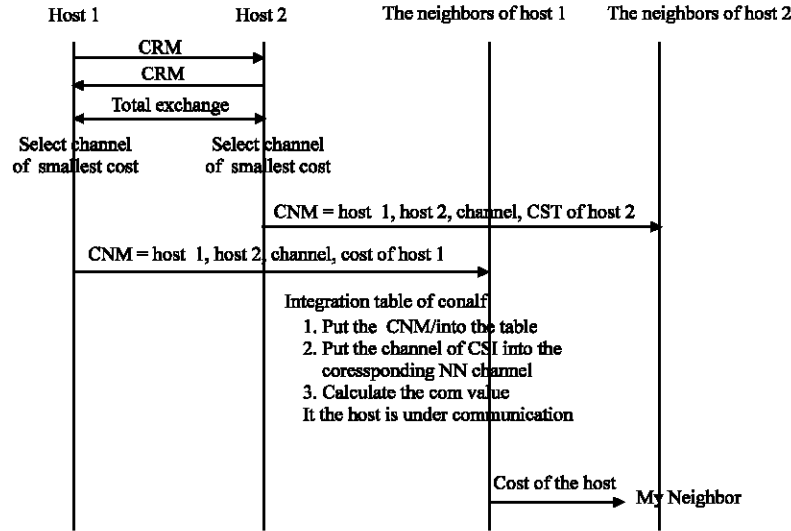 Host 1
Host 2
The neighbors of host 1
The neighbors of host 2
CRM
CRM
Total exchange
Select channel
of smallest cost
Select channel
of smallest cost
CNM = host 1, host 2, channel, CST of host 2
CNM = host 1, host 2, channel, cost of host 1
Integration table of conalf
1. Put the CNM/into the table
2. Put the channel of CSI into the
coressponding NN channel
3. Calculate the com value
It the host is under communication
Cost of the host
My Neighbor